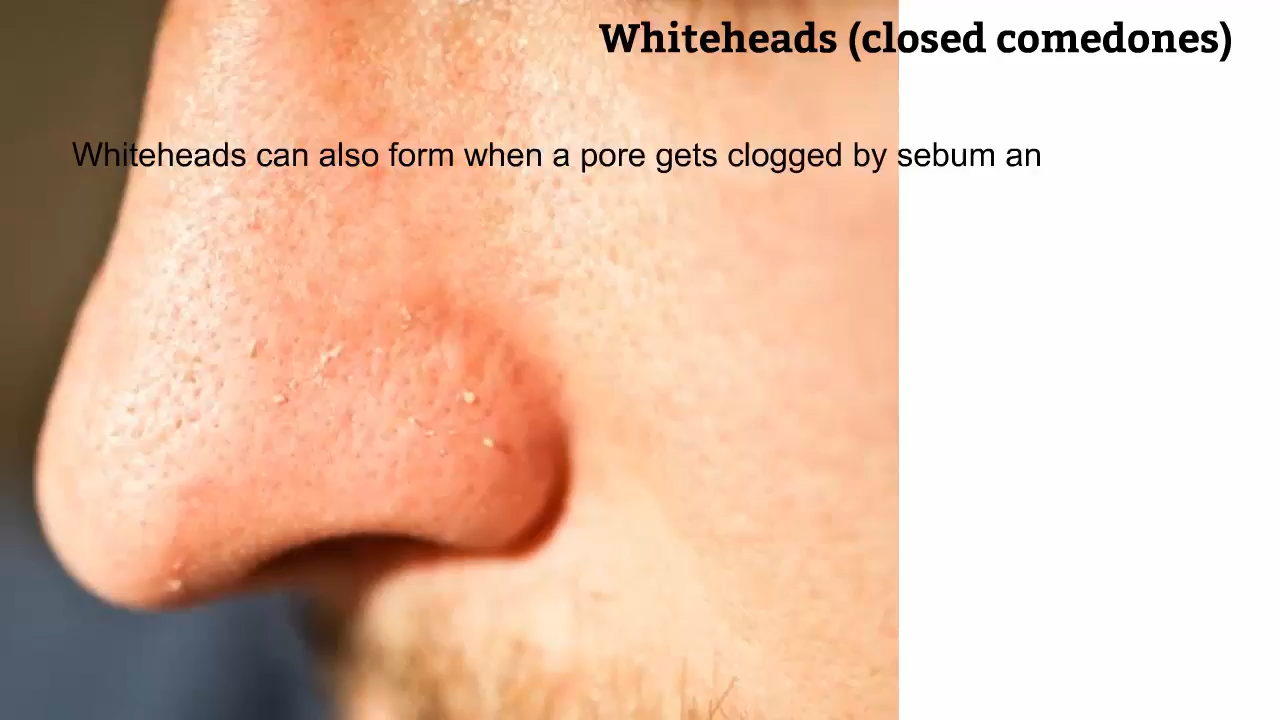 Whiteheads (closed comedones)
Whiteheads can also form when a pore gets clogged by sebum an